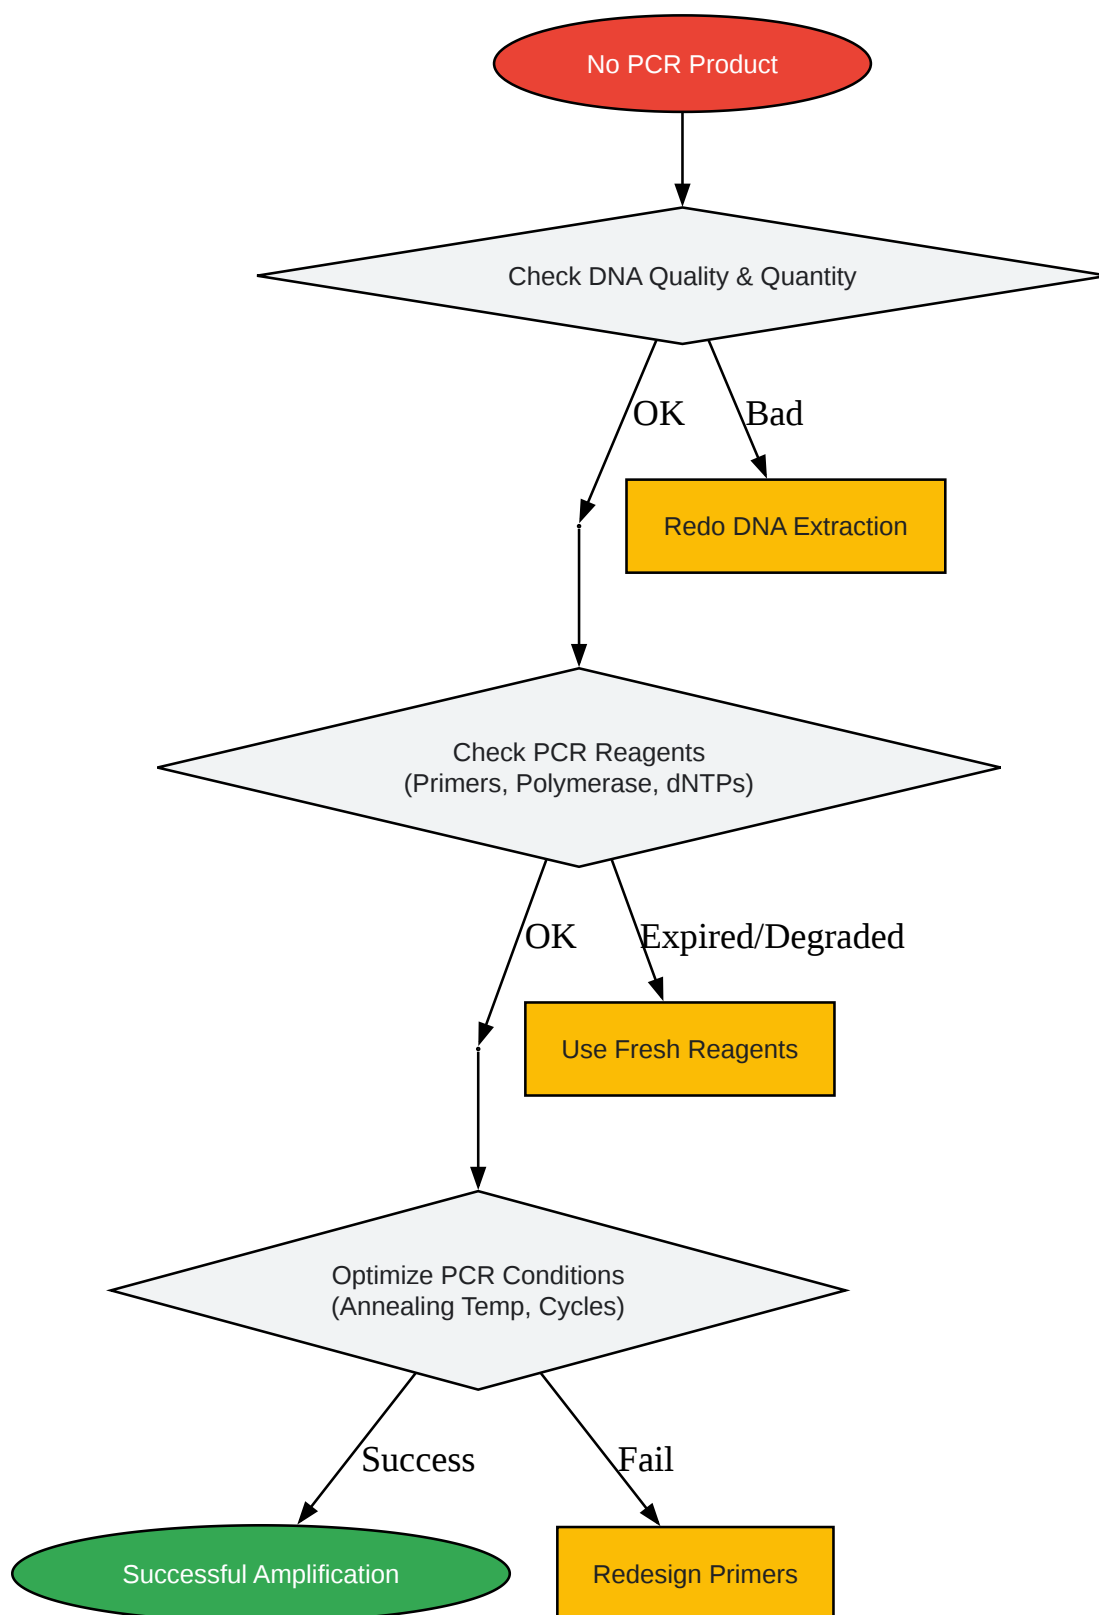 No PCR Product
Check DNA Quality & Quantity
OK
Bad
Redo DNA Extraction
Check PCR Reagents
(Primers, Polymerase, dNTPs)
OK
Expired/Degraded
Use Fresh Reagents
Optimize PCR Conditions
(Annealing Temp, Cycles)
Success
Fail
Successful Amplification
Redesign Primers